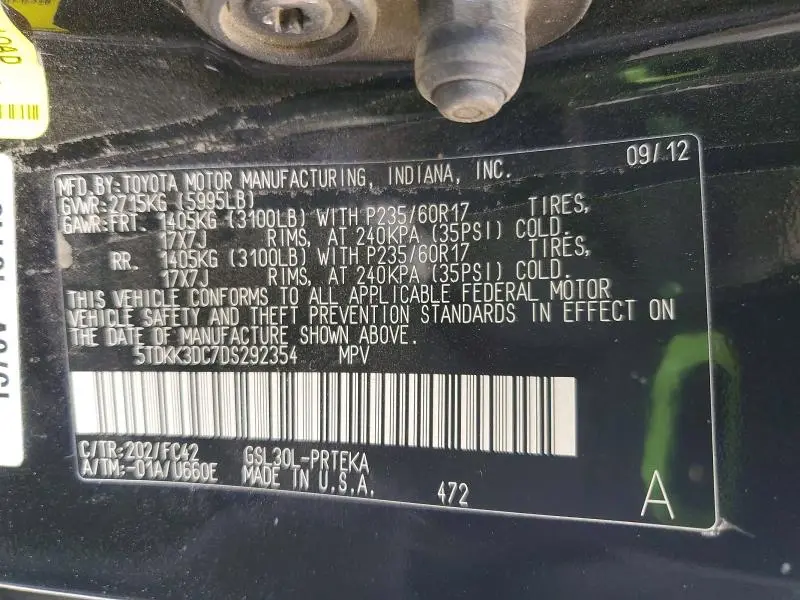 LOAD
09/12
MFD.BY:TOYOTA MOTOR MANUFACTURING, INDIANA, INC.
GVWR:2715KG (5995LB)
GAWR:FRT. 1405KG (3100LB) WITH P235/60R17 TIRES,
17X7J RIMS, AT 240KPA (35PSI) COLD.
RR. 1405KG (3100LB) WITH P235/60R17 TIRES,
17X7J RIMS, AT 240KPA (35PSI) COLD.
THIS VEHICLE CONFORMS TO ALL APPLICABLE FEDERAL MOTOR
VEHICLE SAFETY AND THEFT PREVENTION STANDARDS IN EFFECT ON
THE DATE OF MANUFACTURE SHOWN ABOVE.
5TDKK3DC7DS292354 MPV
C/TR:202/FC42 GSL30L-PRTEKA
A/TM:-01A/U660E MADE IN U.S.A.
472 A